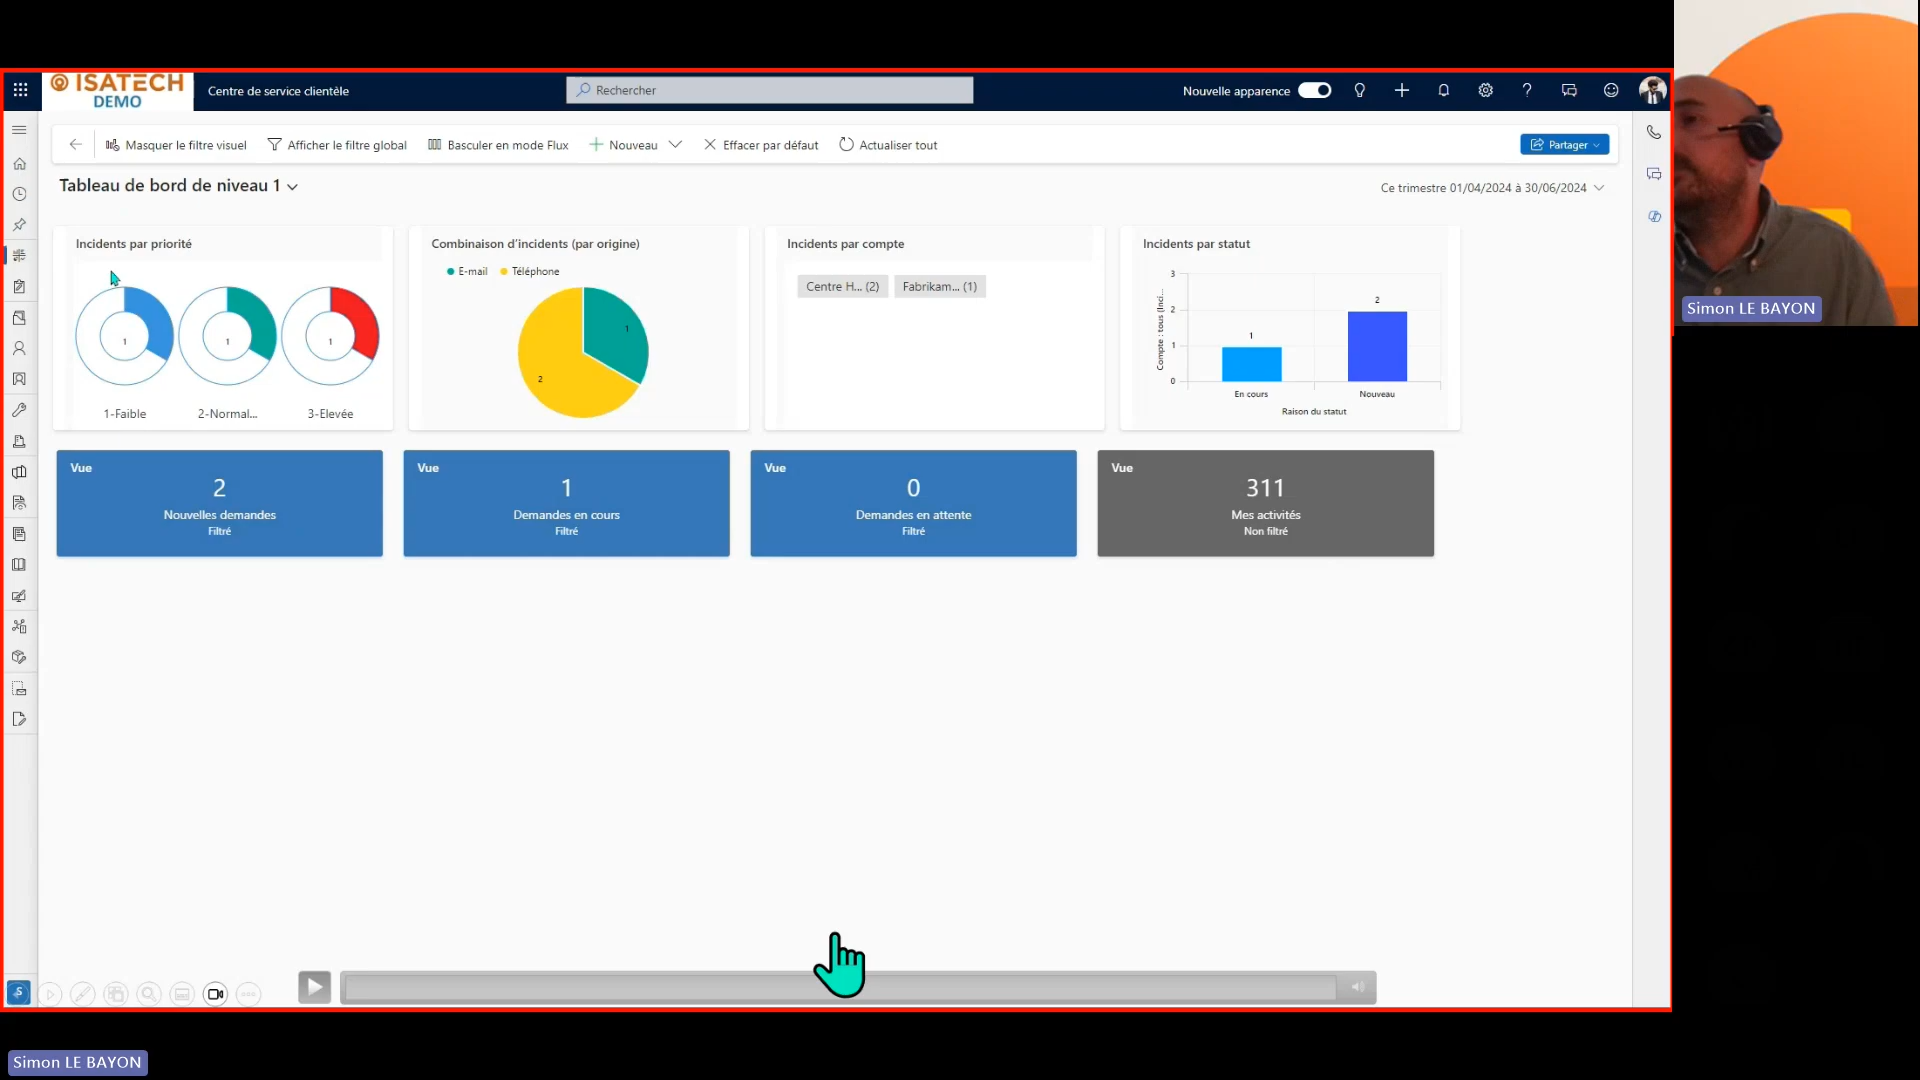 ISATECH
DEMO
Centre de service clientèle
Rechercher
Nouvelle apparence
Masquer le filtre visuel
Afficher le filtre global
Basculer en mode Flux
Nouveau
Effacer par défaut
Actualiser tout
Partager
Tableau de bord de niveau 1
Ce trimestre 01/04/2024 à 30/06/2024
Incidents par priorité
1
1
1
1-Faible
2-Normal...
3-Elevée
Combinaison d'incidents (par origine)
E-mail
Téléphone
1
2
Incidents par compte
Centre H... (2)
Fabrikam... (1)
Incidents par statut
Compte : tous (Inci...
3
2
1
0
1
2
En cours
Nouveau
Raison du statut
Vue
2
Nouvelles demandes
Filtré
Vue
1
Demandes en cours
Filtré
Vue
0
Demandes en attente
Filtré
Vue
311
Mes activités
Non filtré
S
Simon LE BAYON
Simon LE BAYON